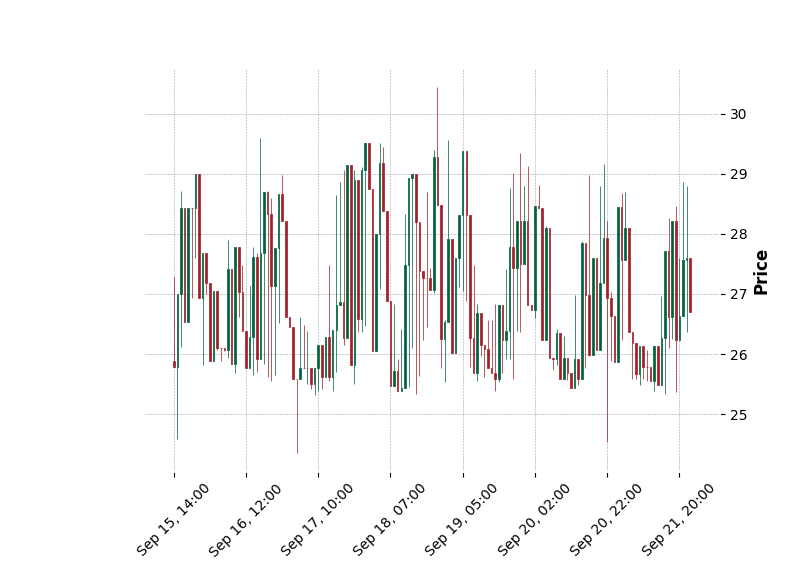 30
29
28
27
26
25
Price
Sep 15, 14:00
Sep 16, 12:00
Sep 17, 10:00
Sep 18, 07:00
Sep 19, 05:00
Sep 20, 02:00
Sep 20, 22:00
Sep 21, 20:00